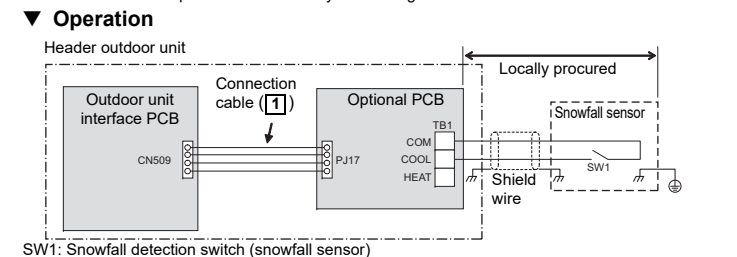 ▼ Operation
Header outdoor unit
Locally procured
Connection
cable (1)
Outdoor unit
interface PCB
Optional PCB
Snowfall sensor
TB1
COM
CN509
PJ17
COOL
SW1
HEAT
Shield
wire
SW1: Snowfall detection switch (snowfall sensor)